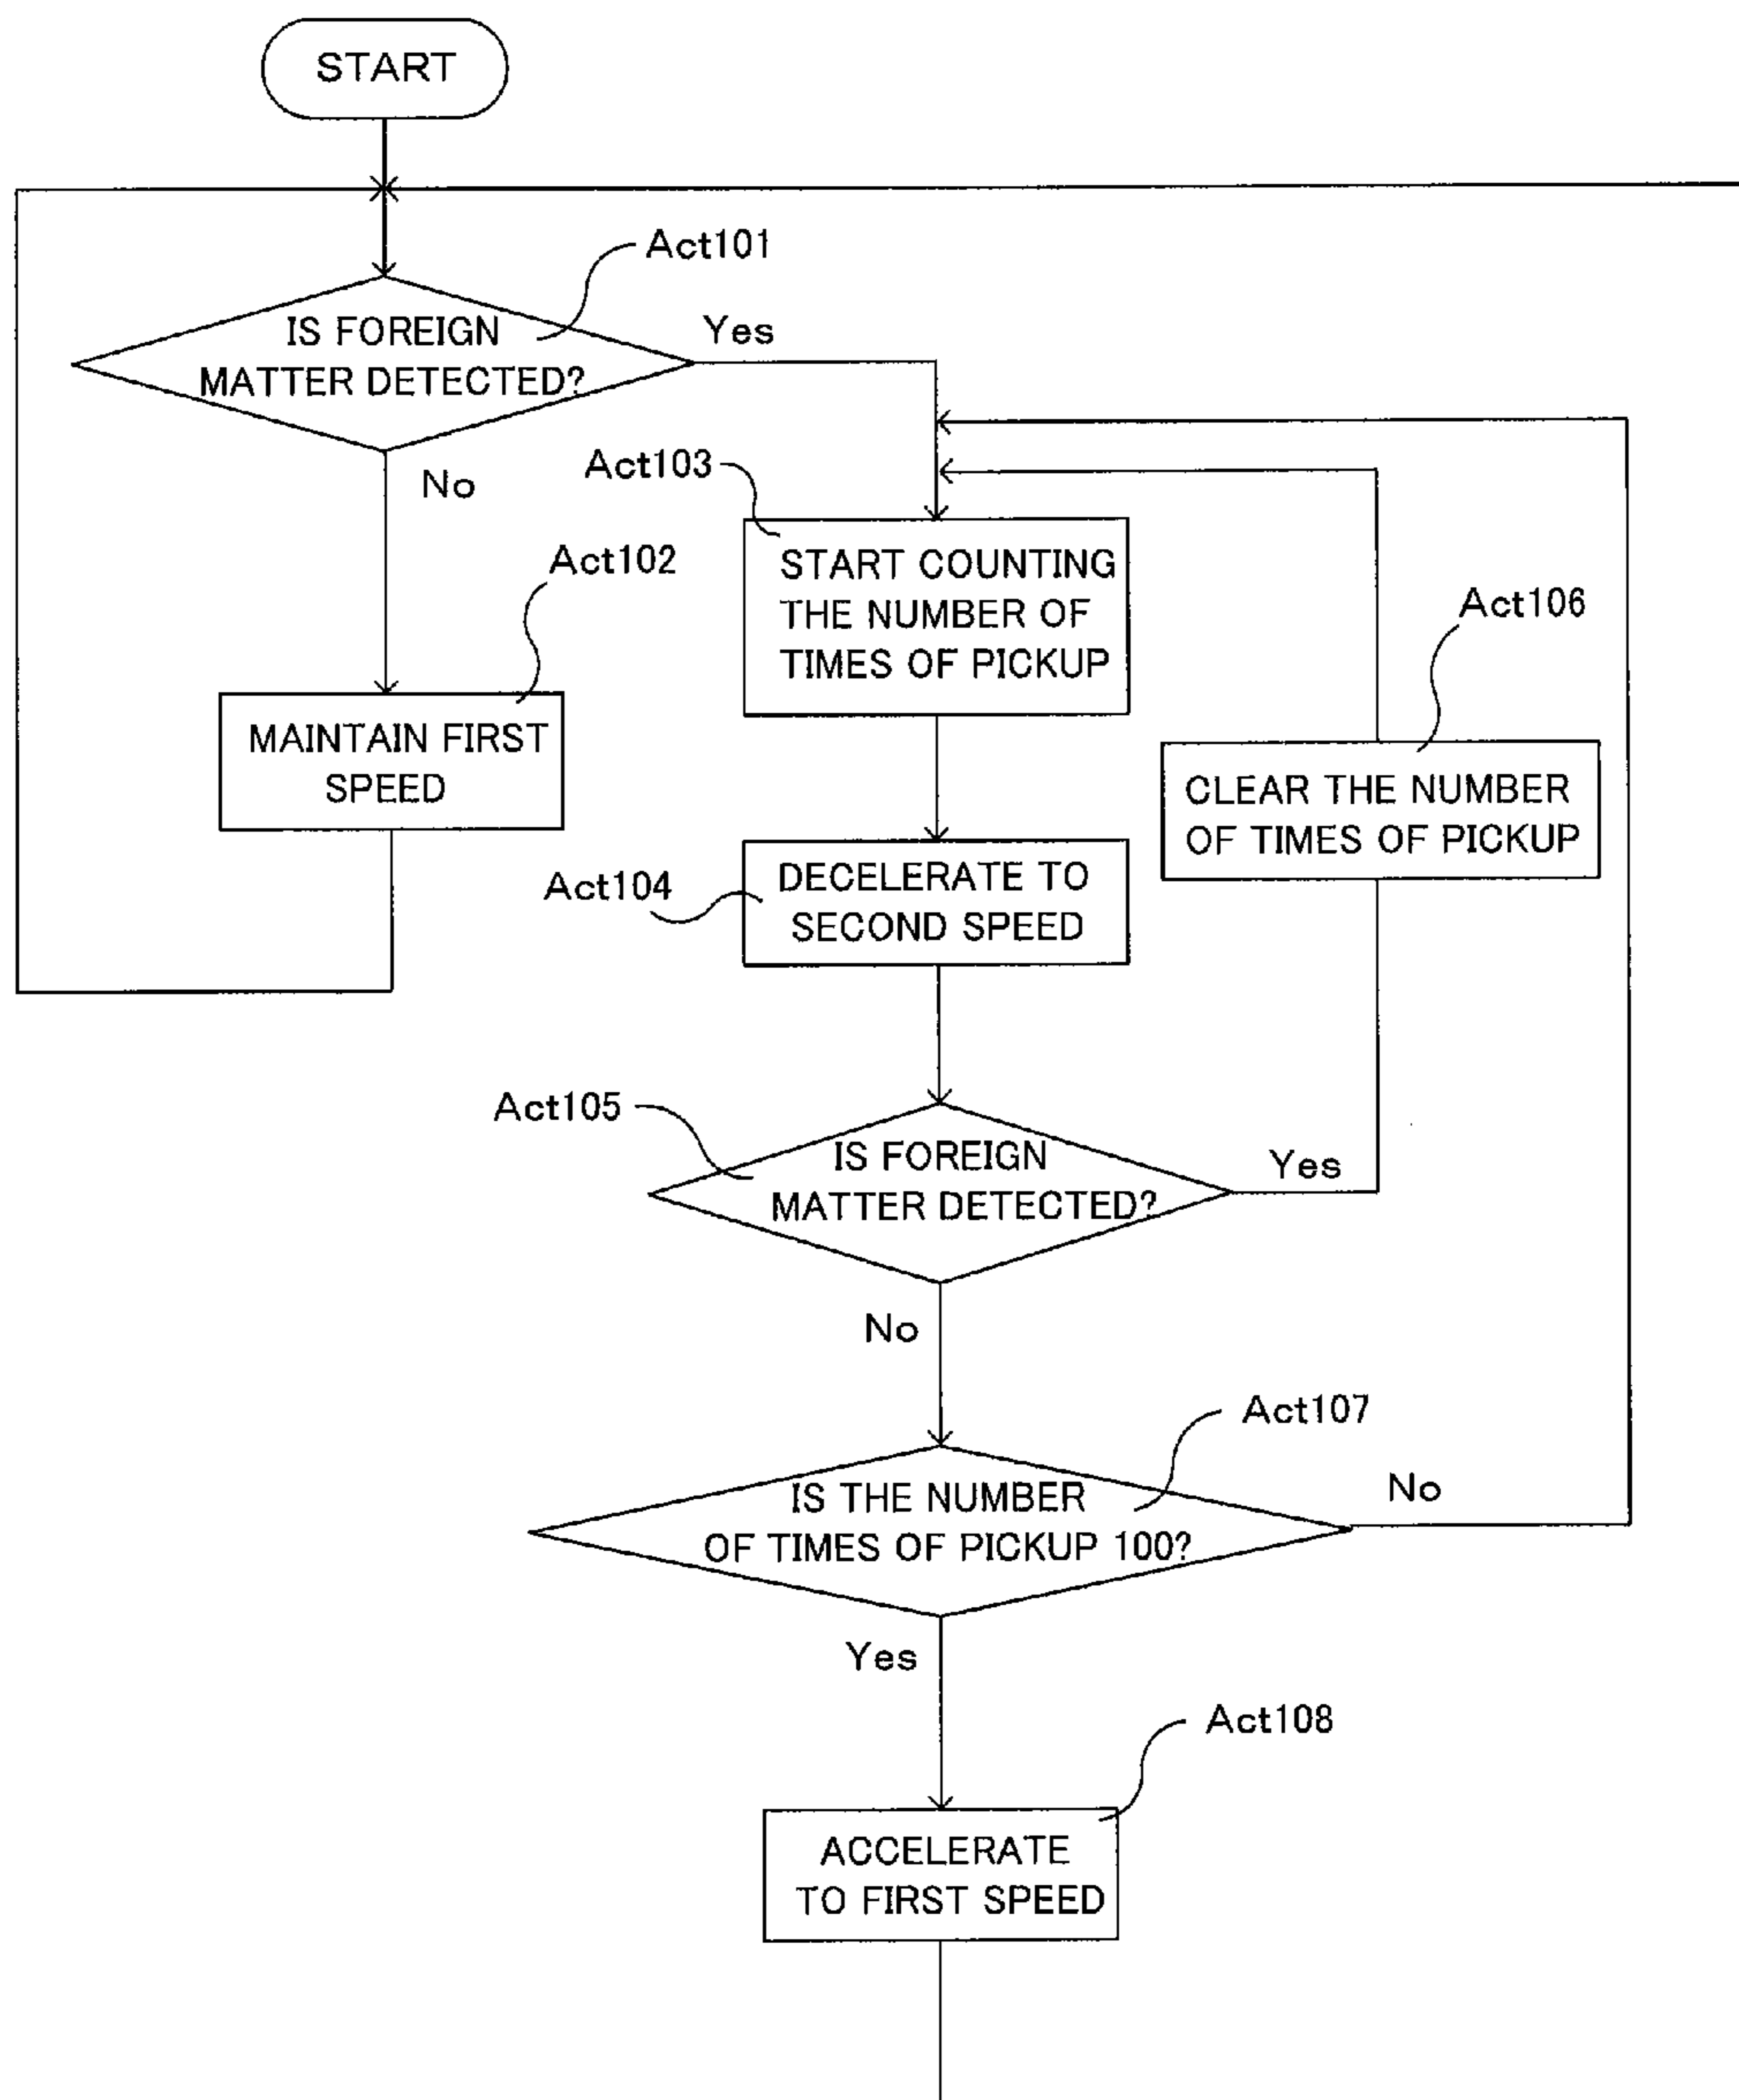 START
Act101
IS FOREIGN
MATTER DETECTED?
Yes
No
Act103
START COUNTING
THE NUMBER OF
TIMES OF PICKUP
Act102
MAINTAIN FIRST
SPEED
Act106
CLEAR THE NUMBER
OF TIMES OF PICKUP
Act104
DECELERATE TO
SECOND SPEED
Act105
IS FOREIGN
MATTER DETECTED?
Yes
No
Act107
IS THE NUMBER
OF TIMES OF PICKUP 100?
No
Yes
Act108
ACCELERATE
TO FIRST SPEED